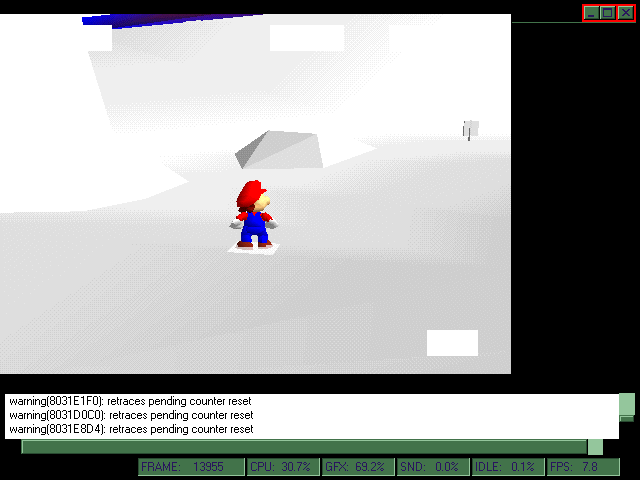 warning(8031E1F0): retraces pending counter reset
warning(8031D0C0): retraces pending counter reset
warning(8031E8D4): retraces pending counter reset
FRAME: 13955 CPU: 30.7% GFX: 69.2% SND: 0.0% IDLE: 0.1% FPS: 7.8